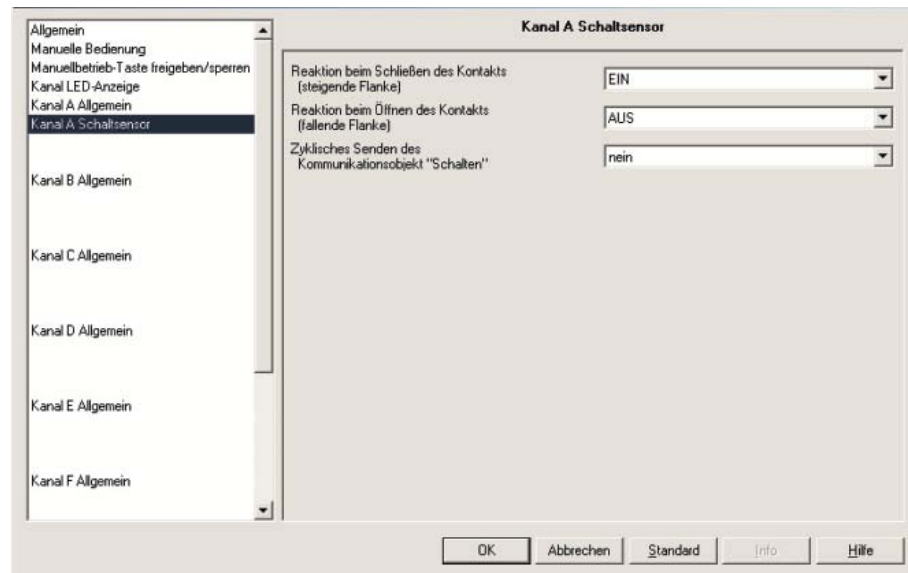 Allgemein
Manuelle Bedienung
Manuellbetrieb-Taste freigeben/sperren
Kanal LED-Anzeige
Kanal A Allgemein
Kanal A Schaltsensor
Kanal B Allgemein
Kanal C Allgemein
Kanal D Allgemein
Kanal E Allgemein
Kanal F Allgemein
Kanal A Schaltsensor
Reaktion beim Schließen des Kontakts
(steigende Flanke)
EIN
Reaktion beim Öffnen des Kontakts
(fallende Flanke)
AUS
Zyklisches Senden des
Kommunikationsobjekt "Schalten"
nein
OK
Abbrechen
Standard
Info
Hilfe